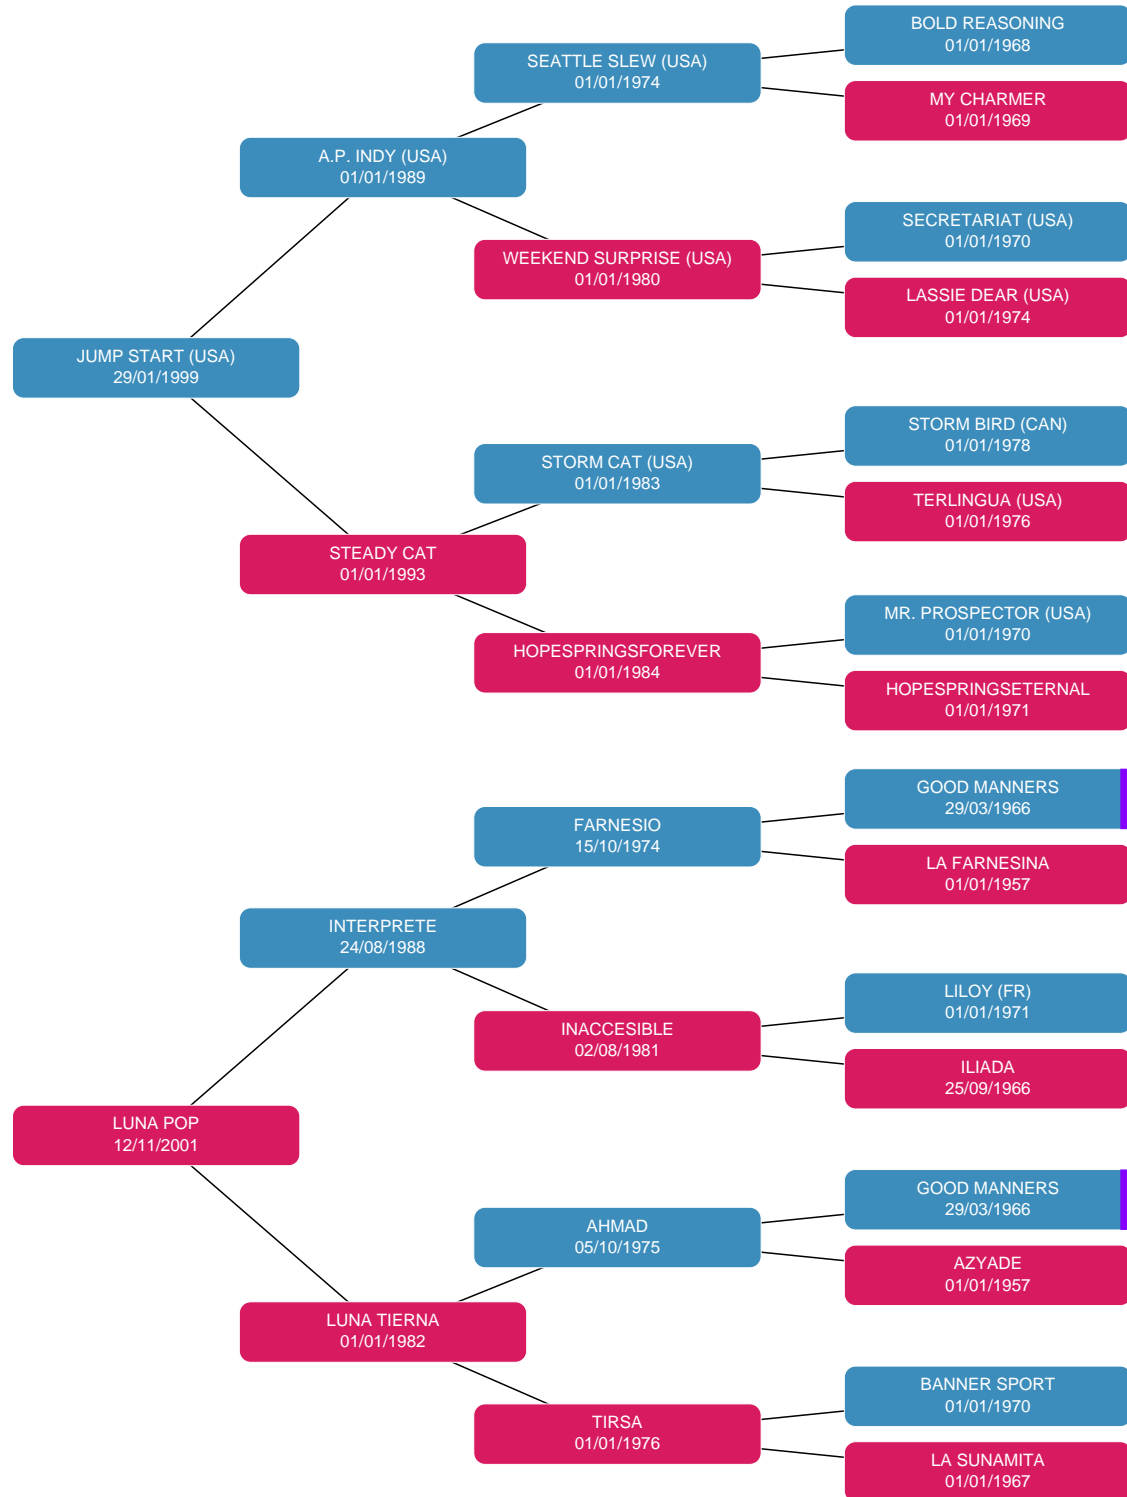 BOLD REASONING
01/01/1968
SEATTLE SLEW (USA)
01/01/1974
MY CHARMER
01/01/1969
A.P. INDY (USA)
01/01/1989
SECRETARIAT (USA)
01/01/1970
WEEKEND SURPRISE (USA)
01/01/1980
LASSIE DEAR (USA)
01/01/1974
JUMP START (USA)
29/01/1999
STORM BIRD (CAN)
01/01/1978
STORM CAT (USA)
01/01/1983
TERLINGUA (USA)
01/01/1976
STEADY CAT
01/01/1993
MR. PROSPECTOR (USA)
01/01/1970
HOPESPRINGSFOREVER
01/01/1984
HOPESPRINGSETERNAL
01/01/1971
GOOD MANNERS
29/03/1966
FARNESIO
15/10/1974
LA FARNESINA
01/01/1957
INTERPRETE
24/08/1988
LILOY (FR)
01/01/1971
INACCESIBLE
02/08/1981
ILIADA
25/09/1966
LUNA POP
12/11/2001
GOOD MANNERS
29/03/1966
AHMAD
05/10/1975
AZYADE
01/01/1957
LUNA TIERNA
01/01/1982
BANNER SPORT
01/01/1970
TIRSA
01/01/1976
LA SUNAMITA
01/01/1967